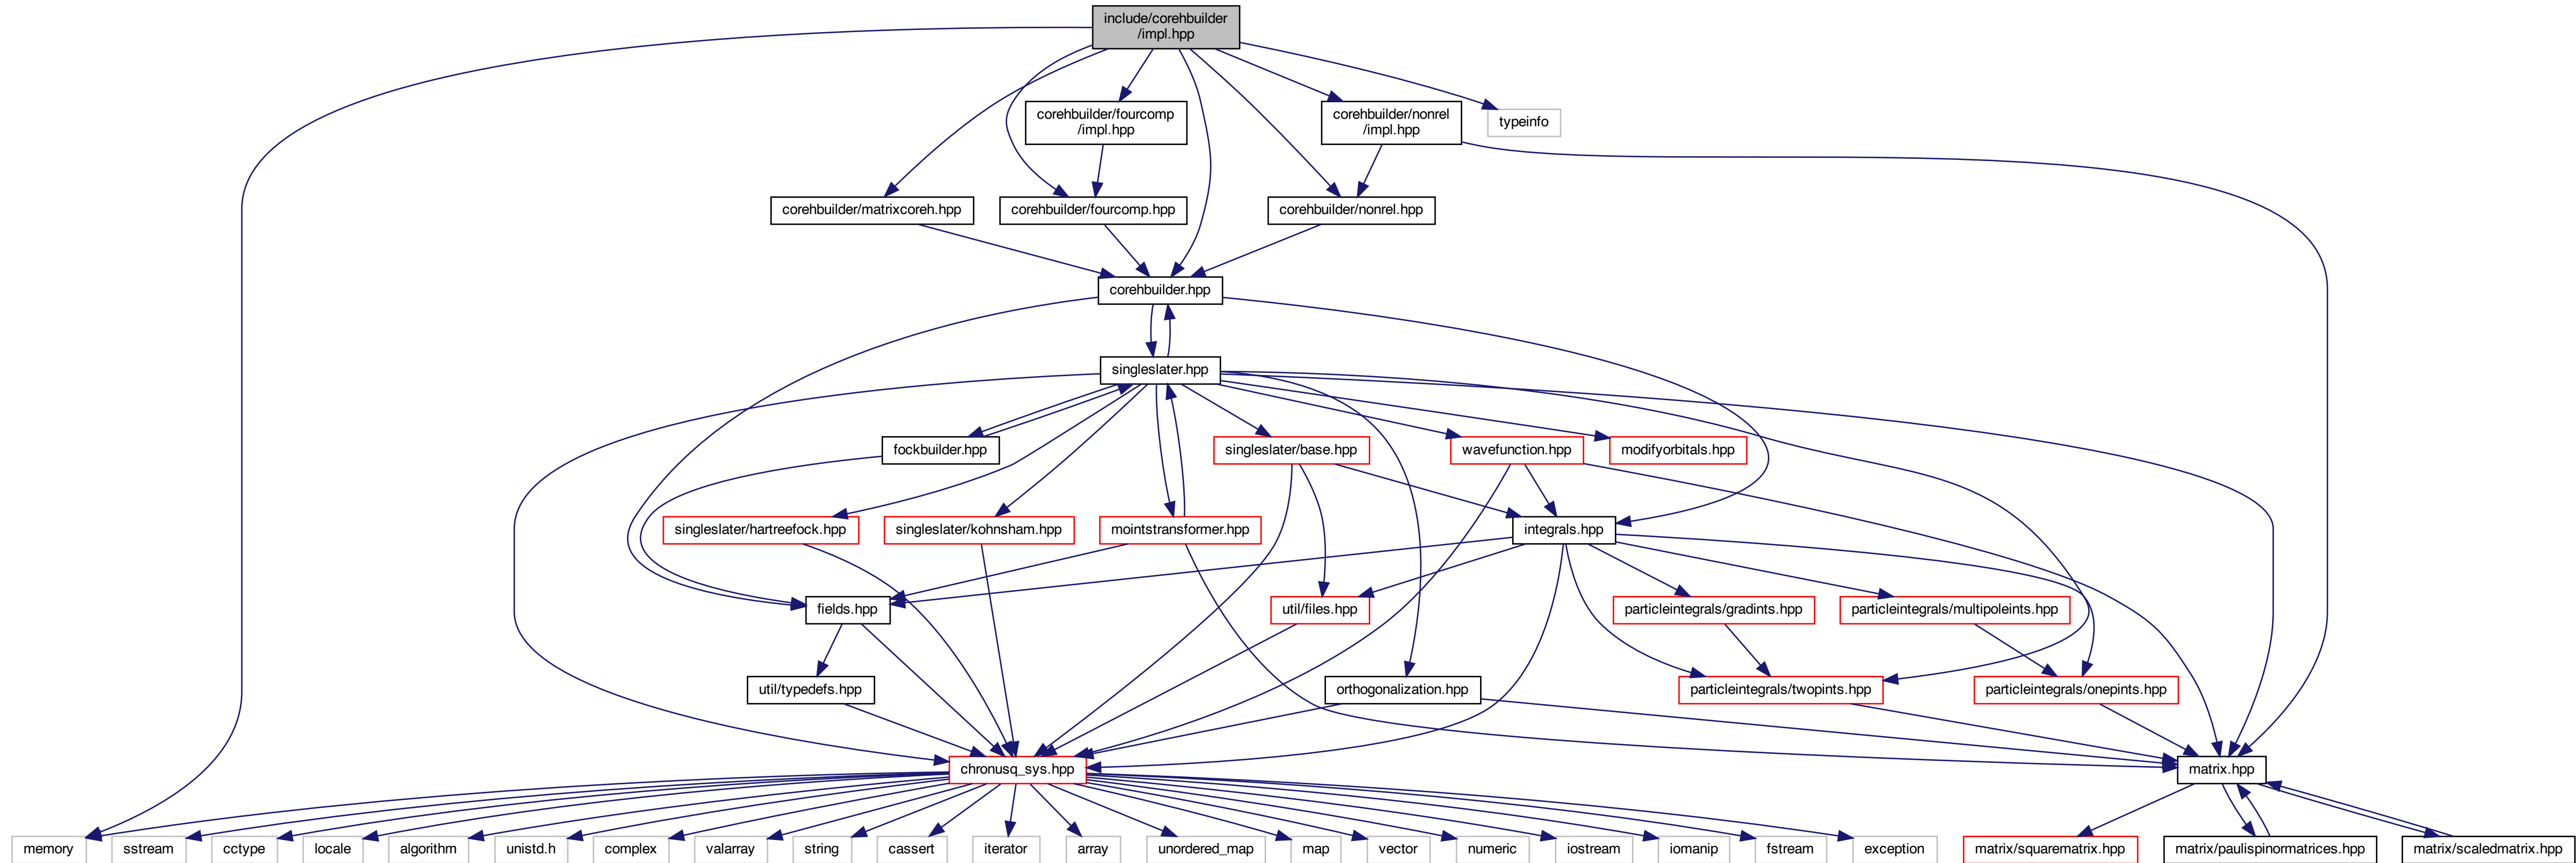 include/corehbuilder
/impl.hpp
corehbuilder/fourcomp
/impl.hpp
corehbuilder/nonrel
/impl.hpp
typeinfo
corehbuilder/matrixcoreh.hpp
corehbuilder/fourcomp.hpp
corehbuilder/nonrel.hpp
corehbuilder.hpp
singleslater.hpp
fockbuilder.hpp
singleslater/base.hpp
wavefunction.hpp
modifyorbitals.hpp
singleslater/hartreefock.hpp
singleslater/kohnsham.hpp
mointstransformer.hpp
integrals.hpp
fields.hpp
util/files.hpp
particleintegrals/gradints.hpp
particleintegrals/multipoleints.hpp
util/typedefs.hpp
orthogonalization.hpp
particleintegrals/twopints.hpp
particleintegrals/onepints.hpp
chronusq_sys.hpp
matrix.hpp
memory
sstream
cctype
locale
algorithm
unistd.h
complex
valarray
string
cassert
iterator
array
unordered_map
map
vector
numeric
iostream
iomanip
fstream
exception
matrix/squarematrix.hpp
matrix/paulispinormatrices.hpp
matrix/scaledmatrix.hpp